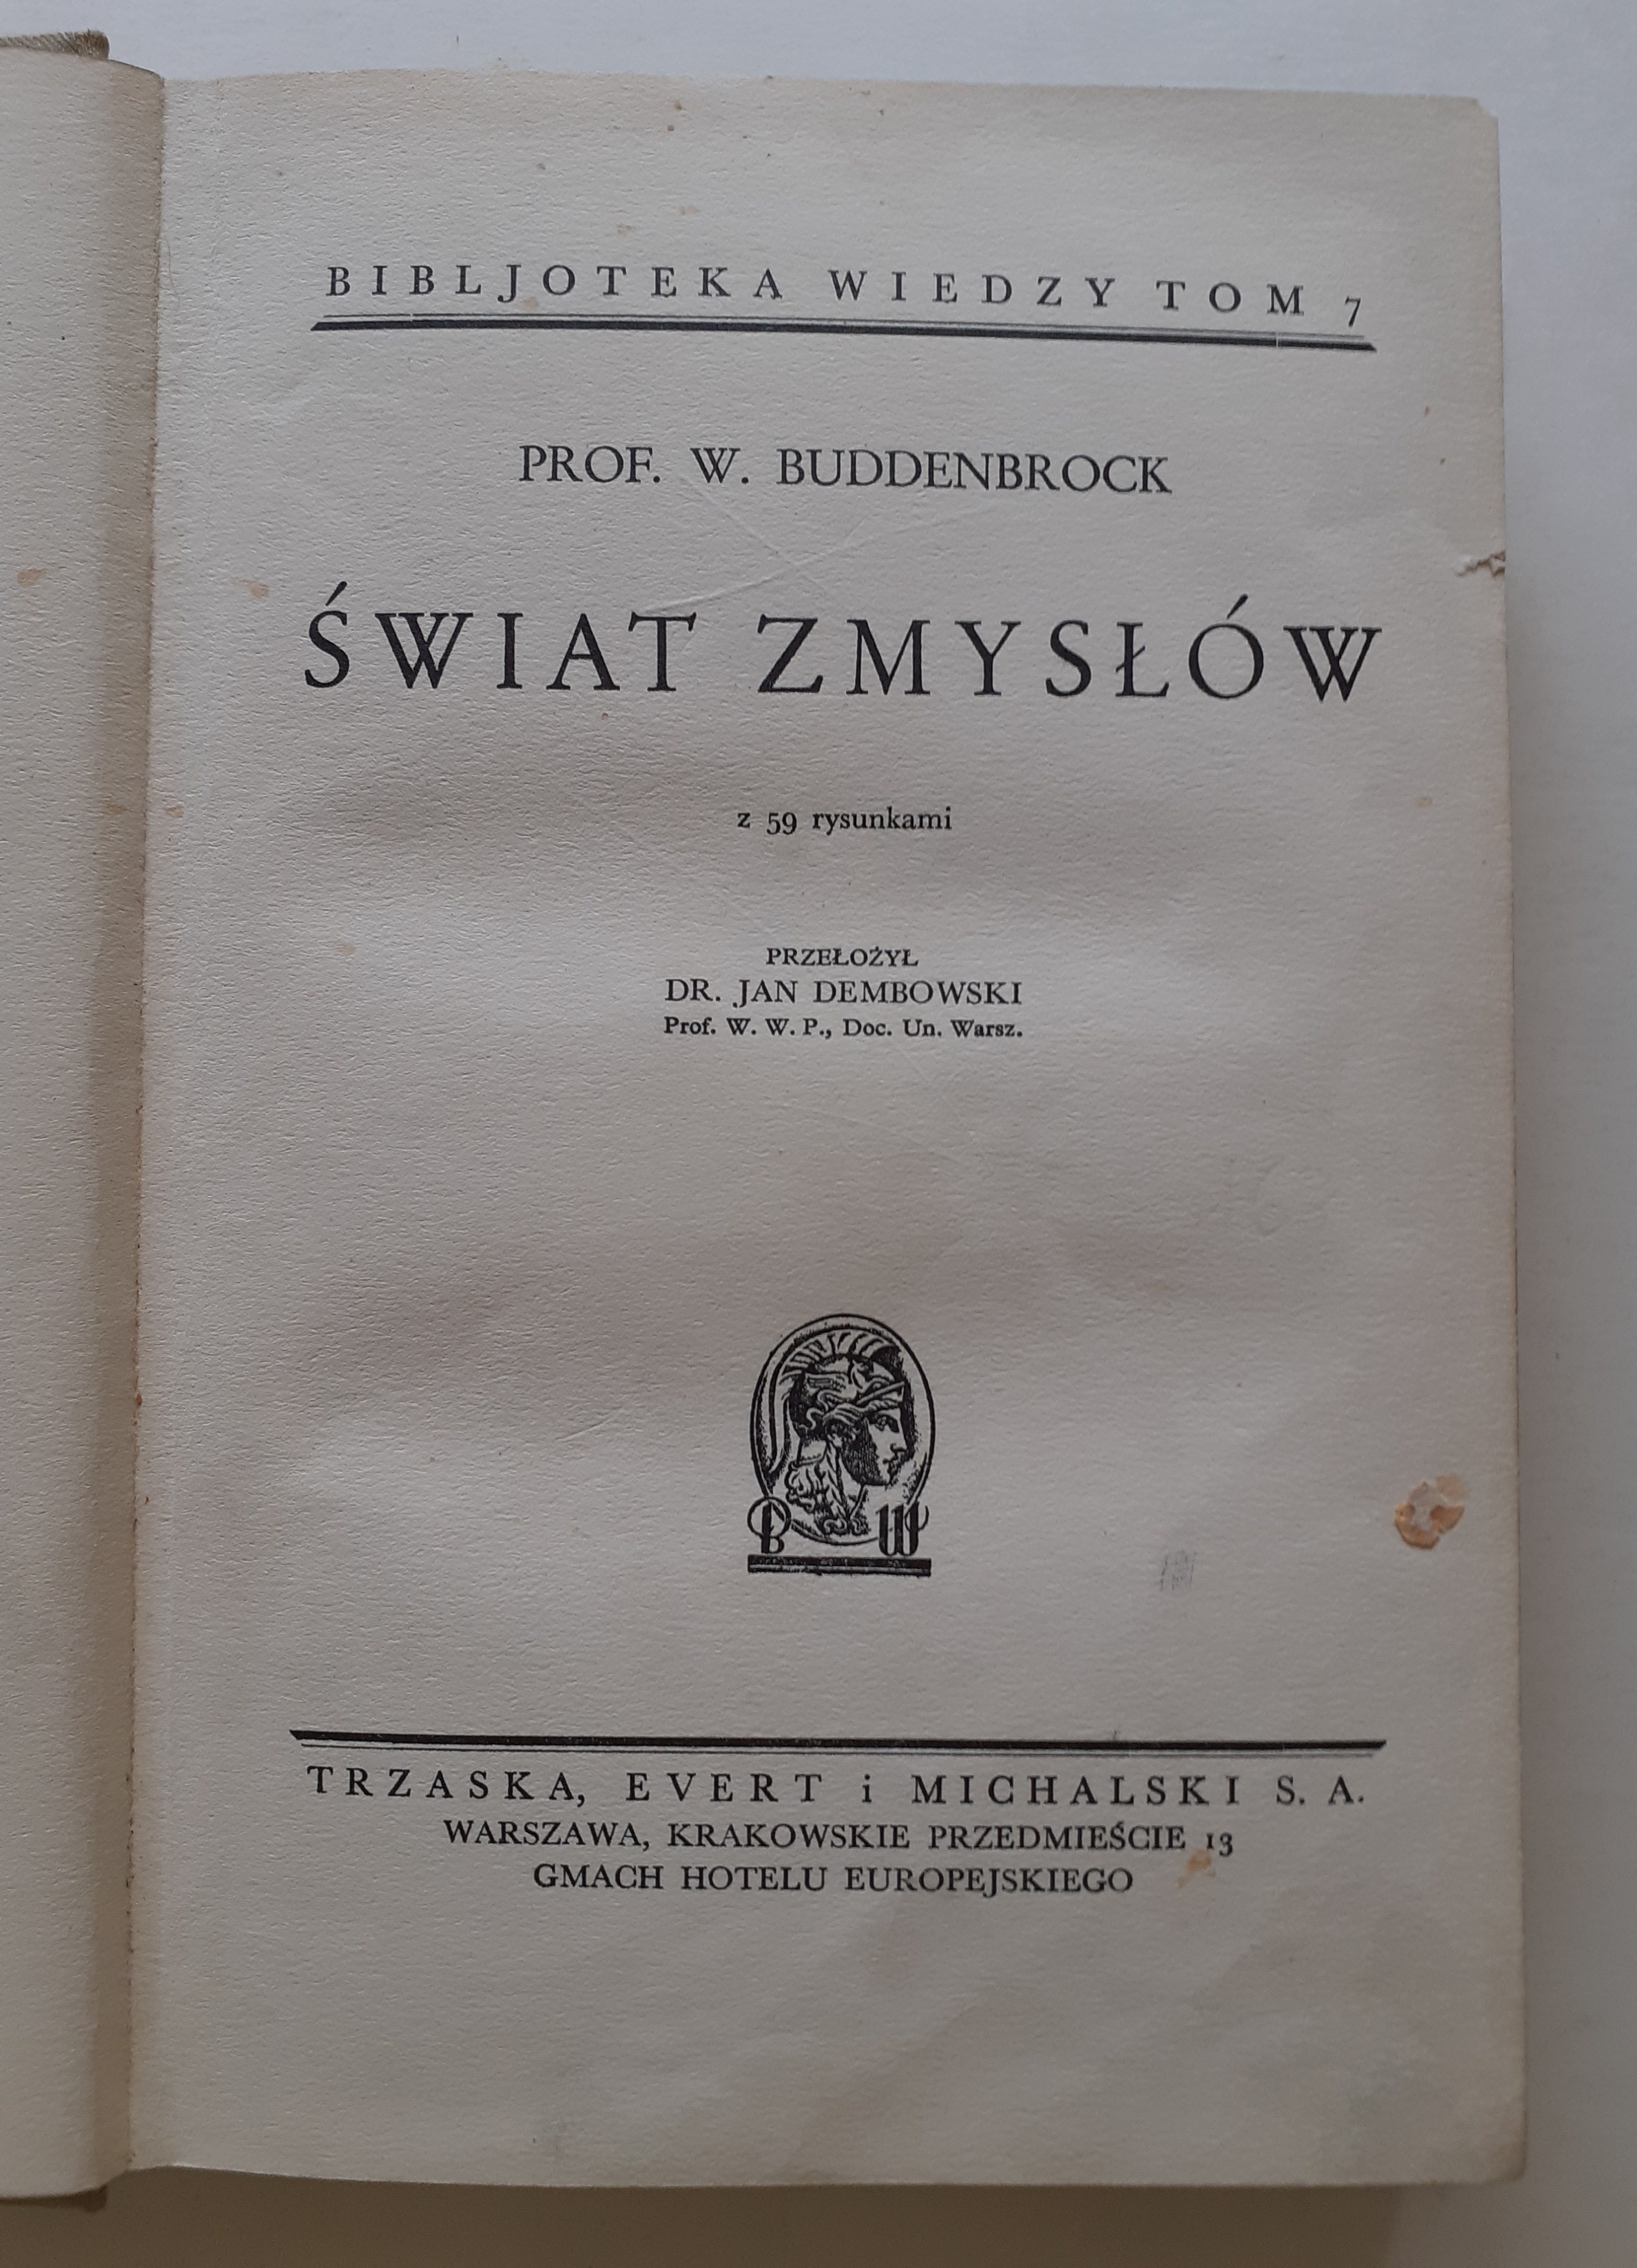 BIBLJOTEKA WIEDZY TOM 7
PROF. W. BUDDENBROCK
ŚWIAT ZMYSŁÓW
z 59 rysunkami
PRZEŁOŻYŁ
DR. JAN DEMBOWSKI
Prof. W. W. P., Doc. Un. Warsz.
B W
TRZASKA, EVERT i MICHALSKI S. A.
WARSZAWA, KRAKOWSKIE PRZEDMIEŚCIE 13
GMACH HOTELU EUROPEJSKIEGO